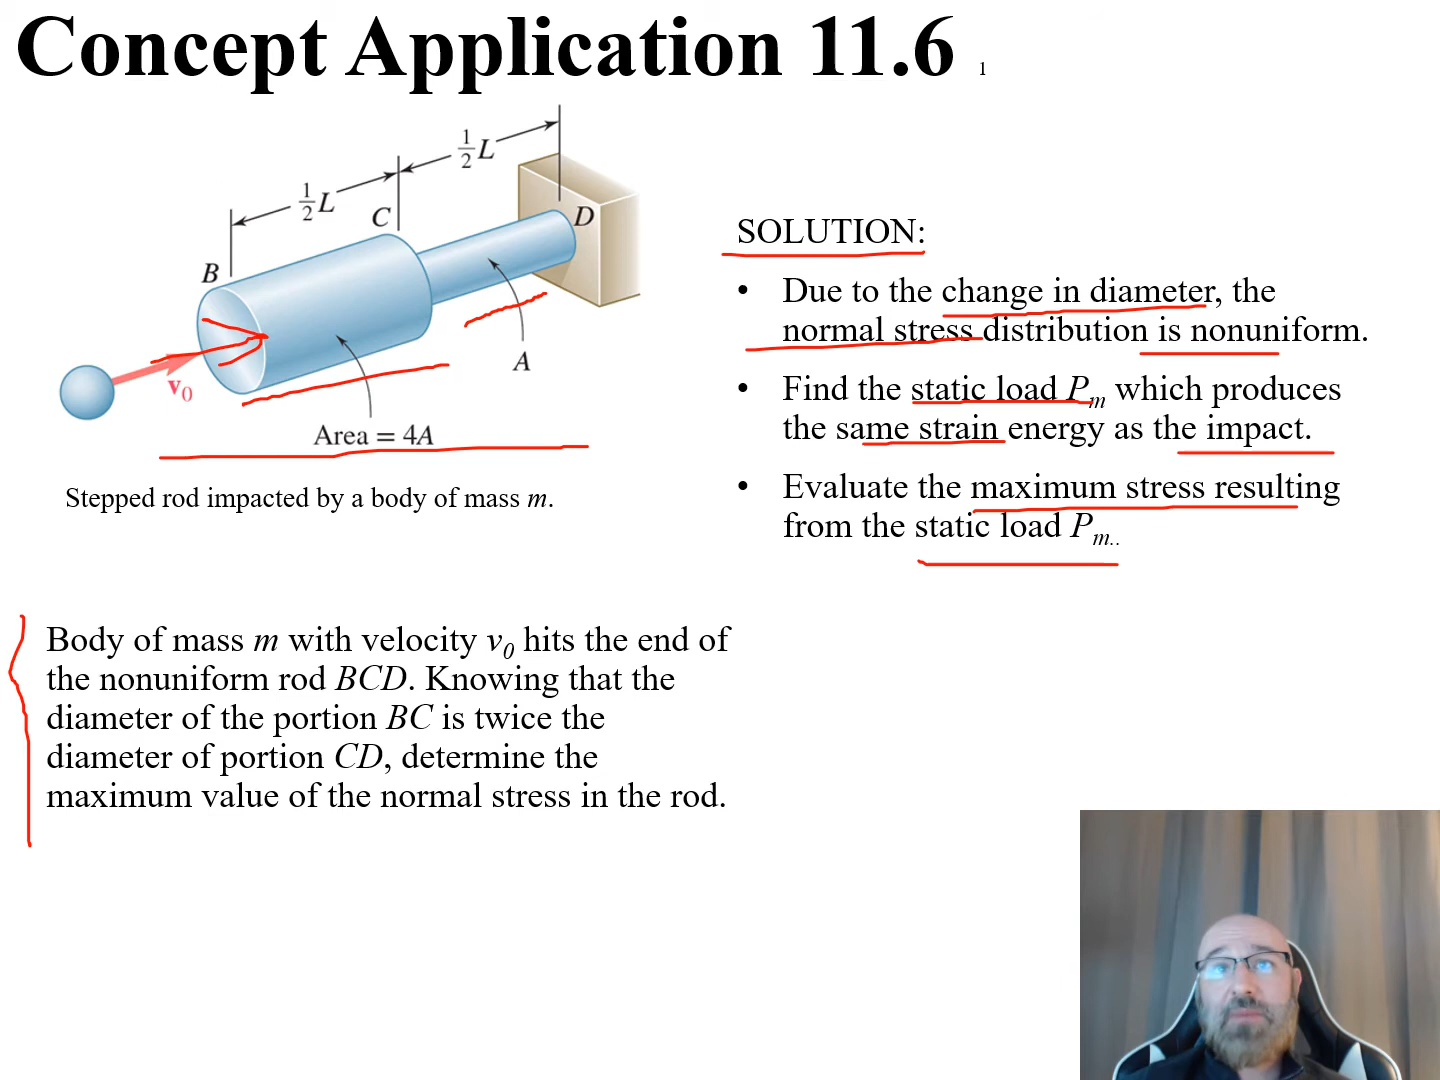 Concept Application 11.6 1
½L
½L
C
D
B
v0
A
Area = 4A
Stepped rod impacted by a body of mass m.
SOLUTION:
• Due to the change in diameter, the
normal stress distribution is nonuniform.
• Find the static load Pm which produces
the same strain energy as the impact.
• Evaluate the maximum stress resulting
from the static load Pm..
Body of mass m with velocity v0 hits the end of
the nonuniform rod BCD. Knowing that the
diameter of the portion BC is twice the
diameter of portion CD, determine the
maximum value of the normal stress in the rod.